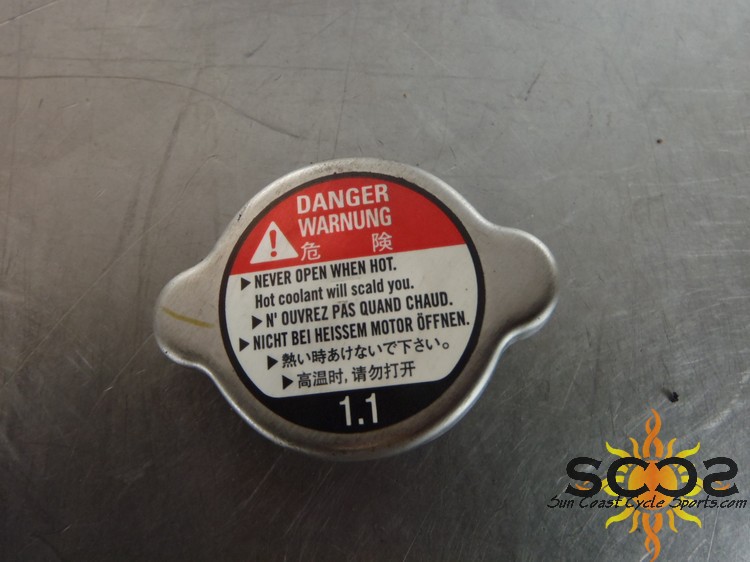 DANGER
WARNUNG
危 険
▶NEVER OPEN WHEN HOT.
Hot coolant will scald you.
▶N' OUVREZ PAS QUAND CHAUD.
▶NICHT BEI HEISSEM MOTOR ÖFFNEN.
▶熱い時あけないで下さい。
▶高温时,请勿打开
1.1
SCCS
Sun Coast Cycle Sports.com